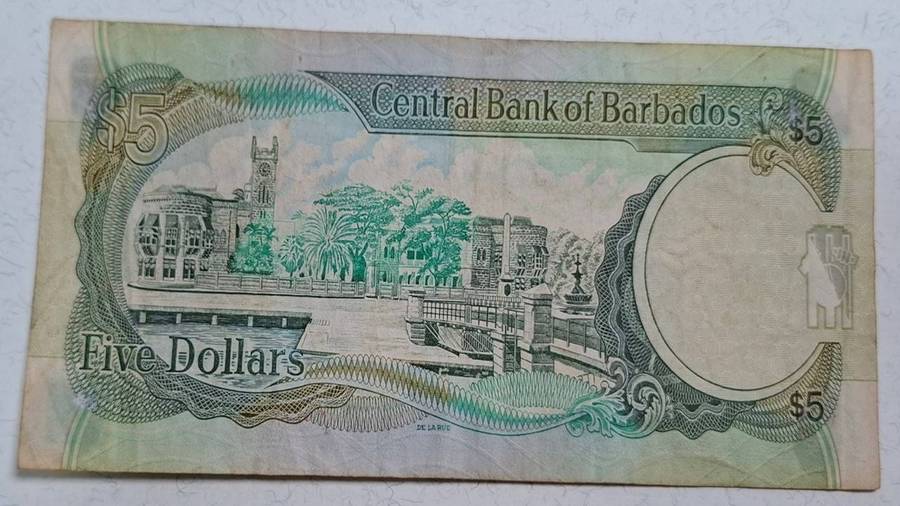 $5
Central Bank of Barbados
$5
Five Dollars
$5
DE LA RUE